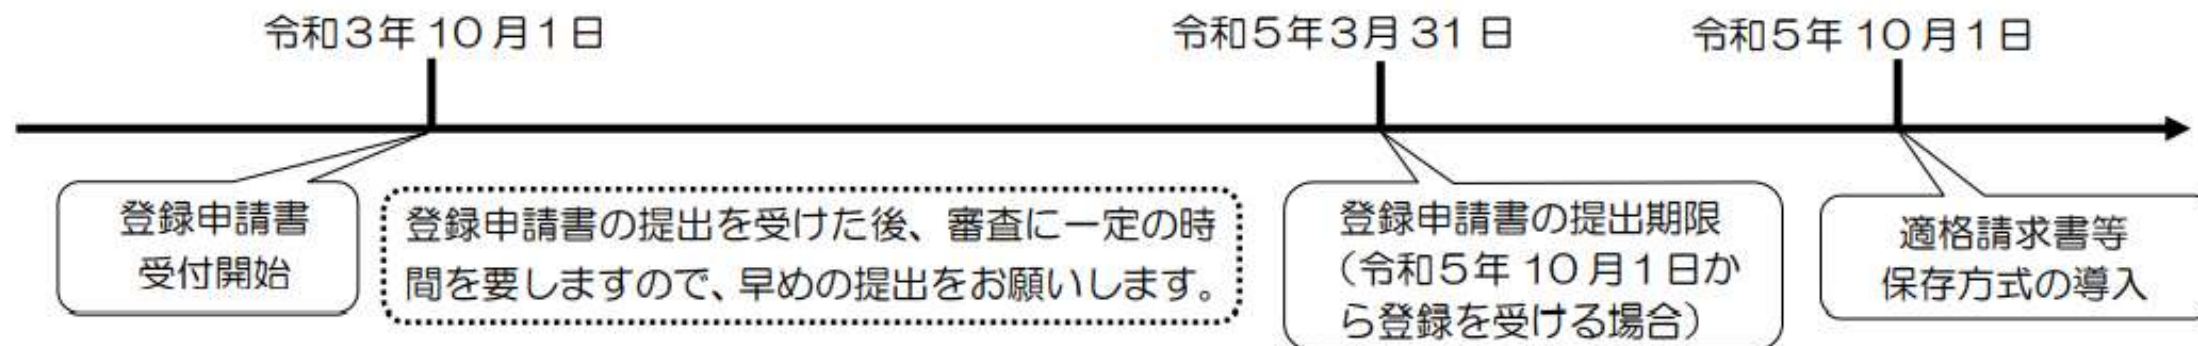 令和3年10月1日
令和5年3月31日
令和5年10月1日
登録申請書
受付開始
登録申請書の提出を受けた後、審査に一定の時
間を要しますので、早めの提出をお願いします。
登録申請書の提出期限
（令和5年10月1日か
ら登録を受ける場合）
適格請求書等
保存方式の導入